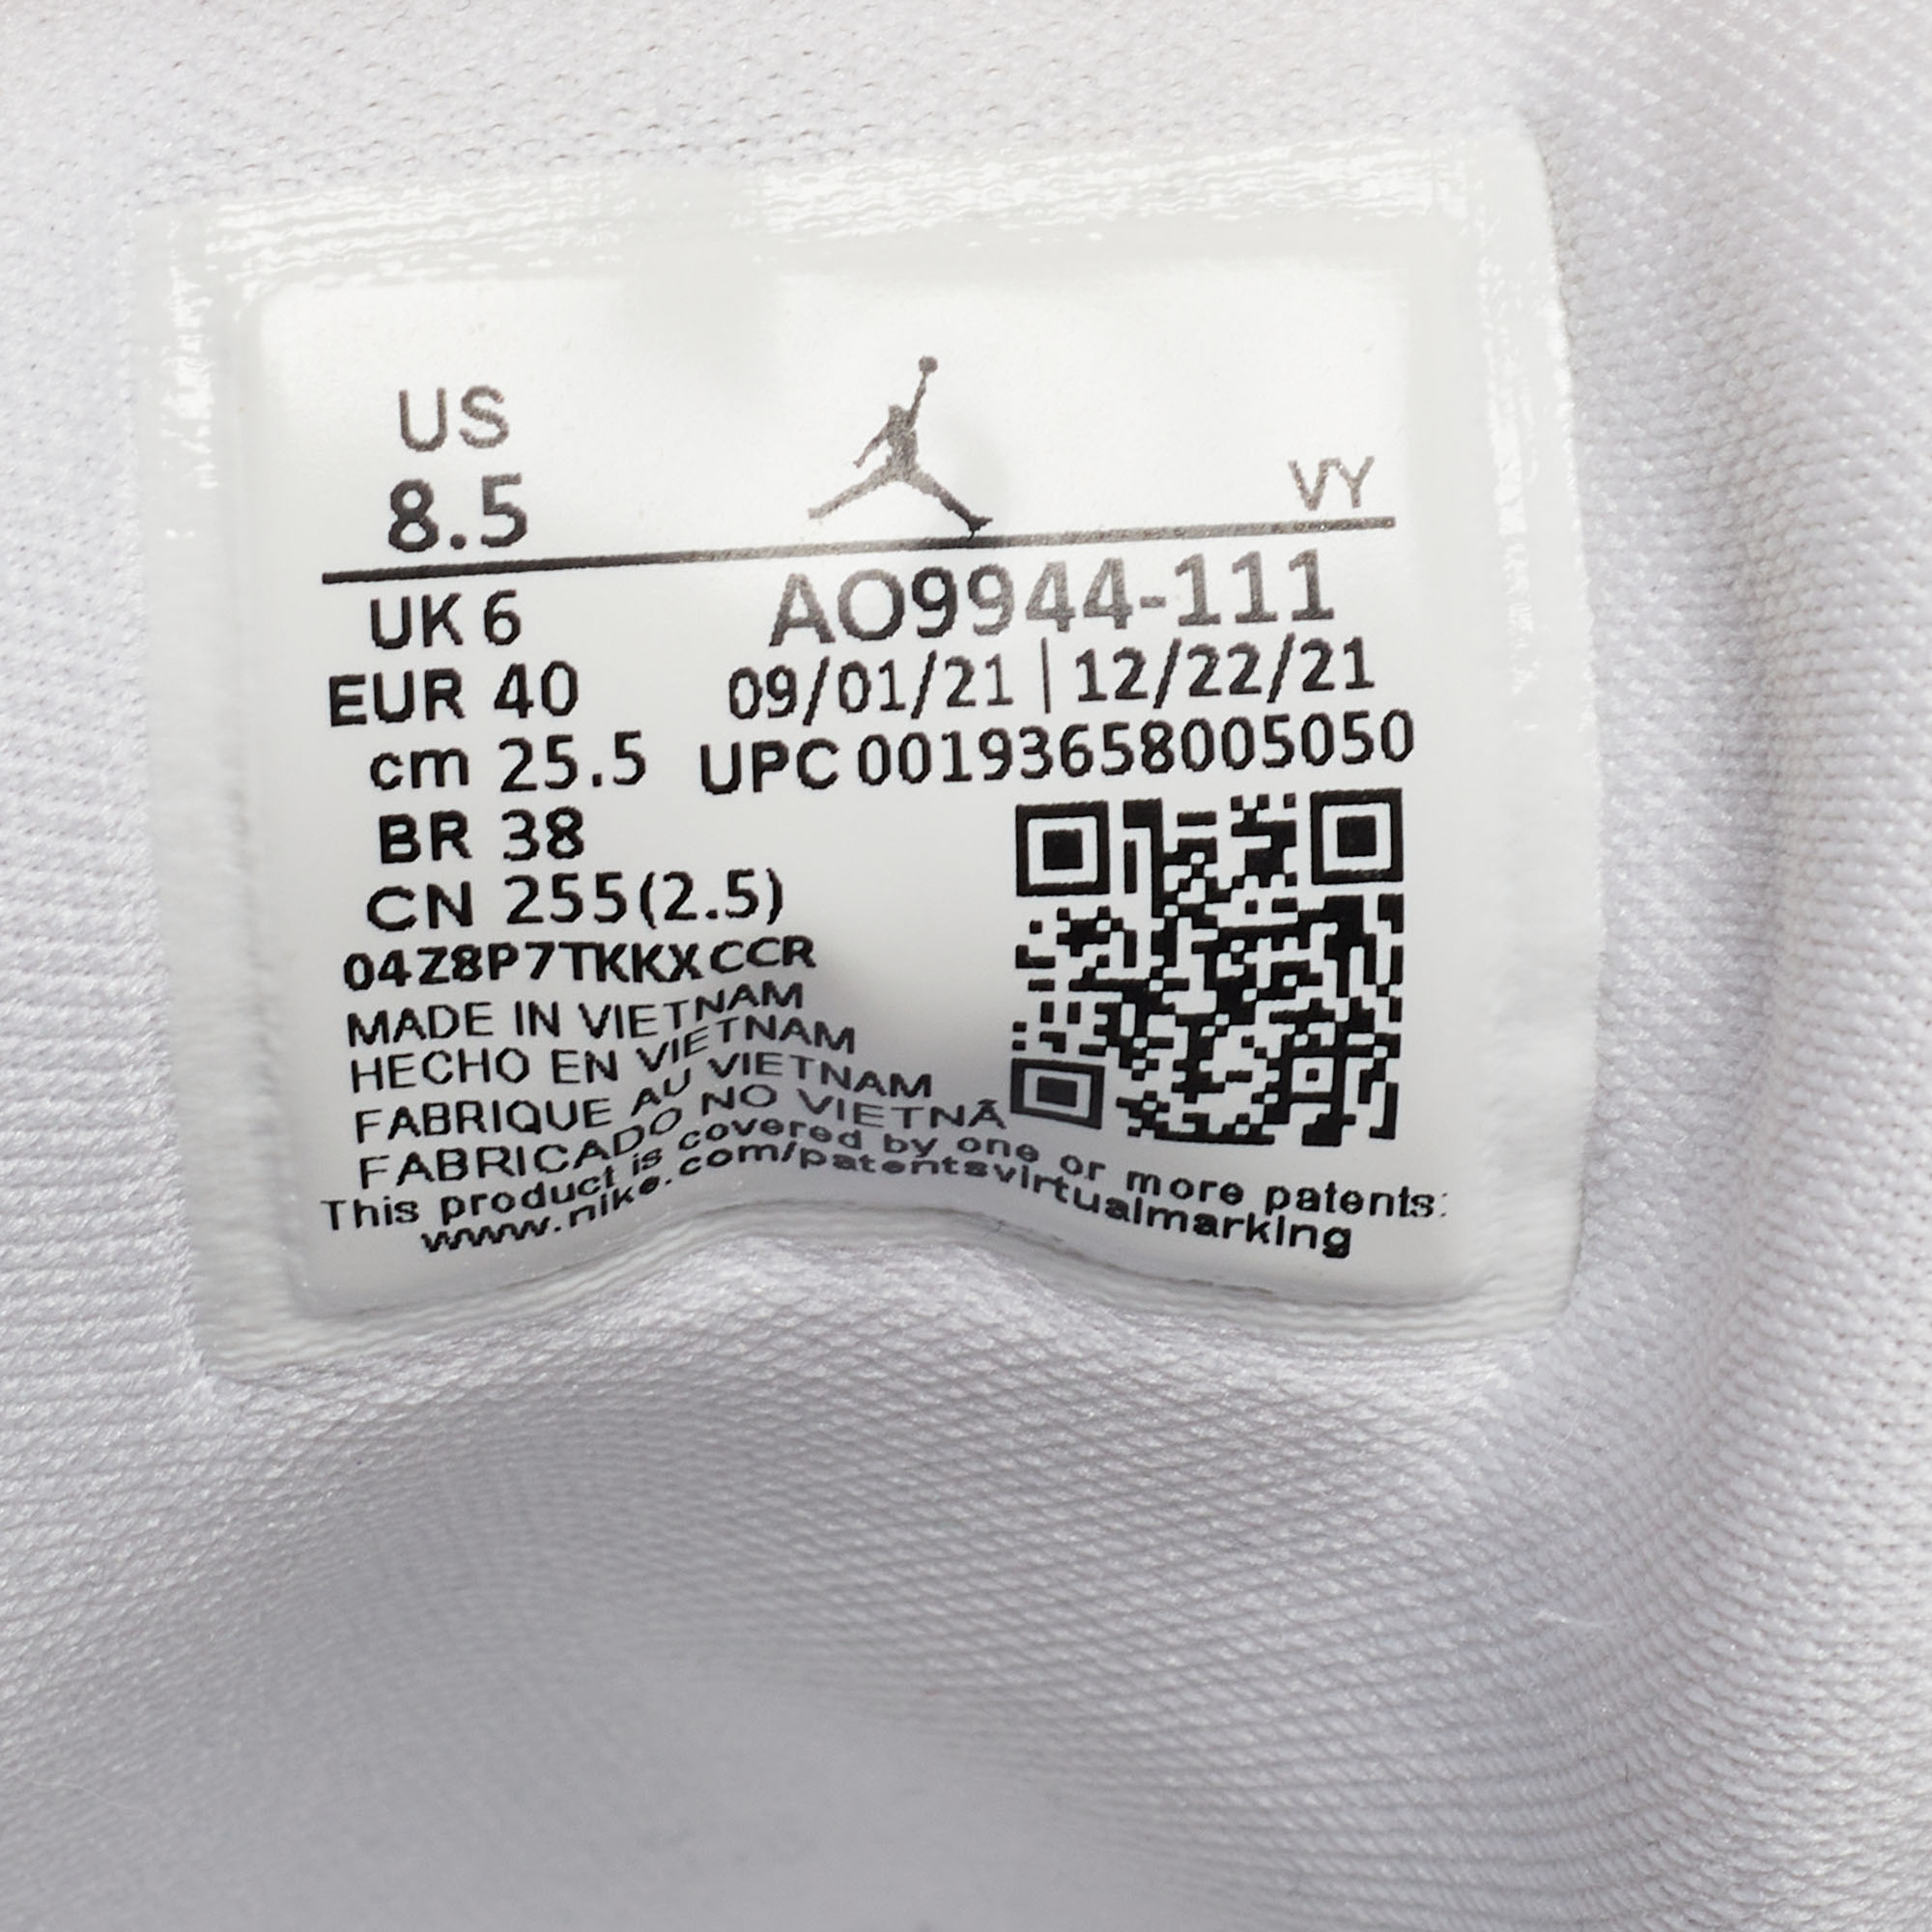 US
8.5
VY
UK 6
AO9944-111
EUR 40
09/01/21 | 12/22/21
cm 25.5
UPC 00193658005050
BR 38
CN 255(2.5)
04Z8P7TKKXCCR
MADE IN VIETNAM
HECHO EN VIETNAM
FABRIQUE AU VIETNAM
FABRICADO NO VIETNÃ
This product is covered by one or more patents:
www.nike.com/patentsvirtualmarking